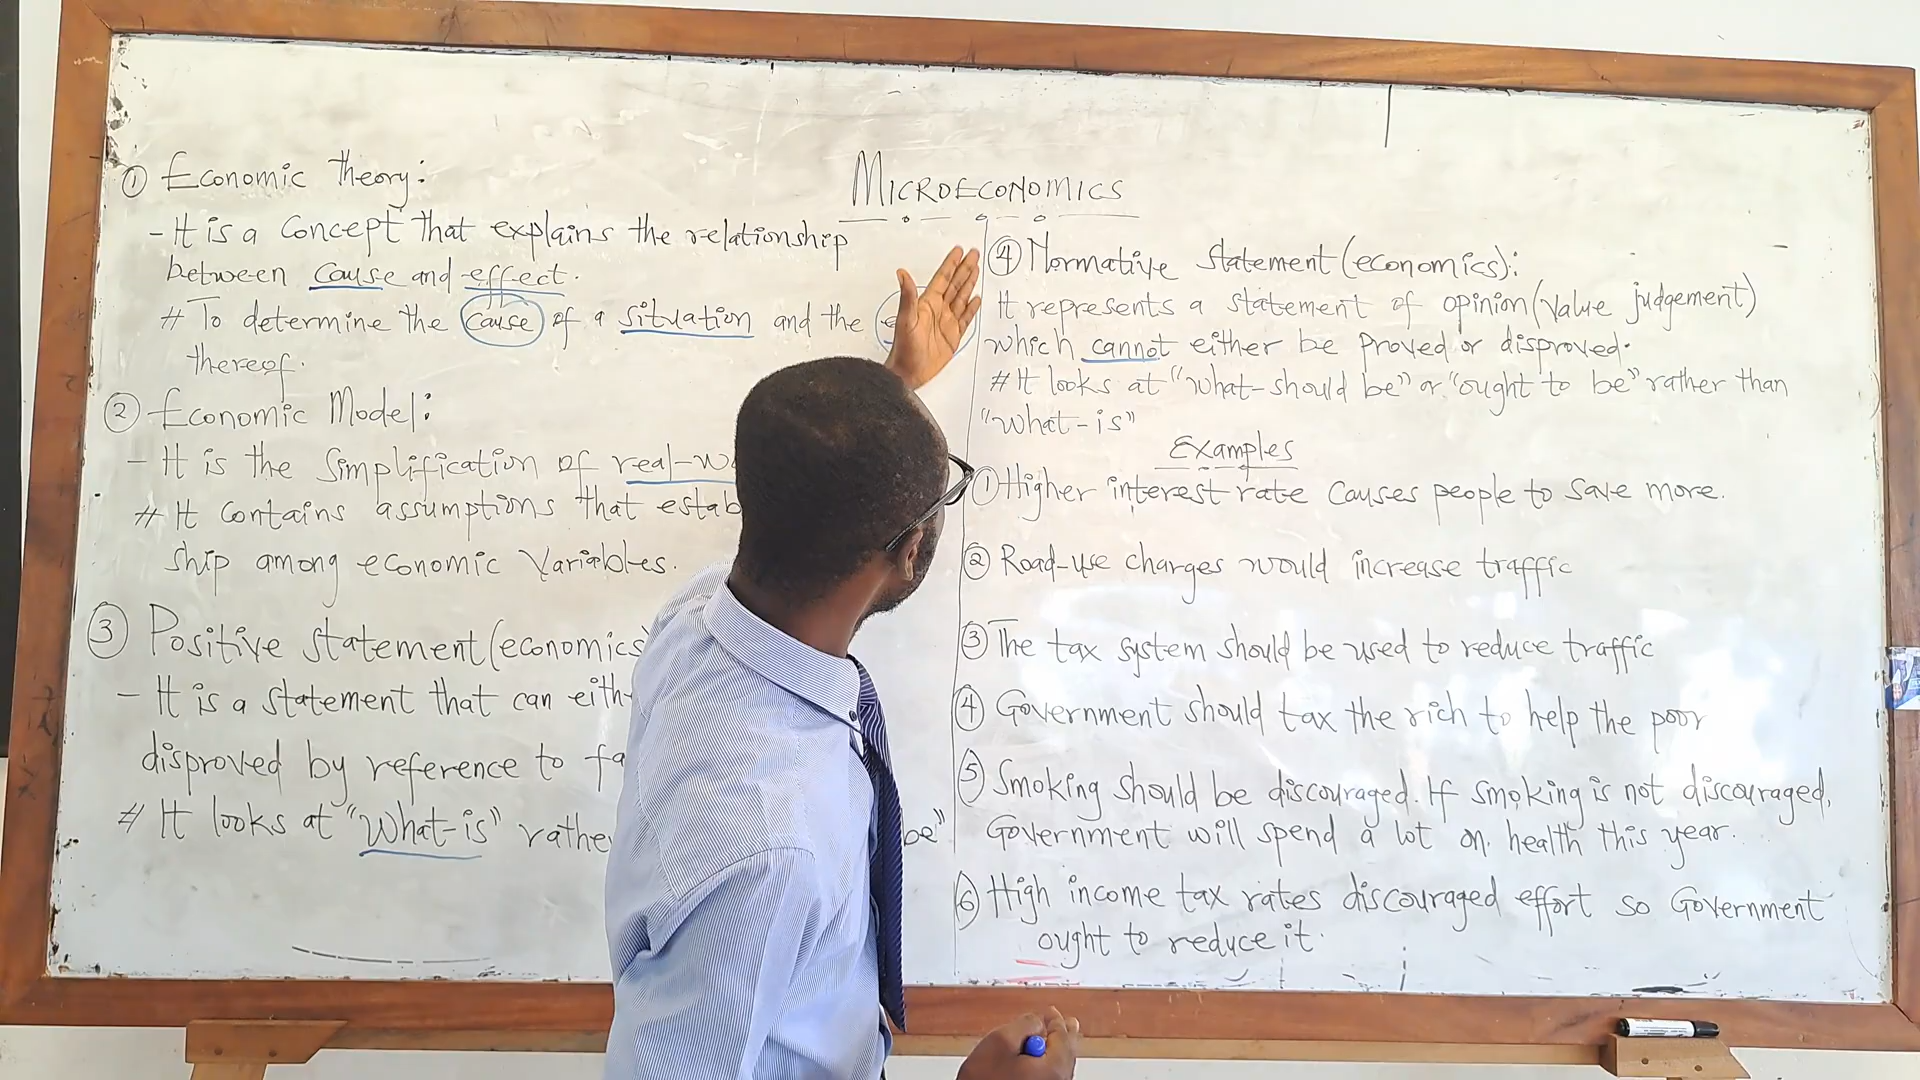 MICROECONOMICS
① Economic theory:
- It is a concept that explains the relationship
between cause and effect.
# To determine the cause of a situation and the
thereof.
② Economic Model:
- It is the simplification of real-
# It contains assumptions that
ship among economic variables.
③ Positive statement (economics)
- It is a statement that can
disproved by reference to
# It looks at "What-is" rather be"
④ Normative statement (economics):
It represents a statement of opinion (value judgement)
which cannot either be proved or disproved.
# It looks at "what-should be" or "ought to be" rather than
"what-is"
Examples
① Higher interest rate causes people to save more.
② Road-use charges would increase traffic
③ The tax system should be used to reduce traffic
④ Government should tax the rich to help the poor
⑤ Smoking should be discouraged. If smoking is not discouraged,
Government will spend a lot on health this year.
⑥ High income tax rates discouraged effort so Government
ought to reduce it.